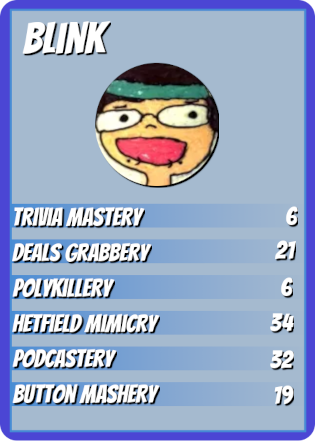 BLINK
TRIVIA MASTERY 6
DEALS GRABBERY 21
POLYKILLERY 6
HETFIELD MIMICRY 34
PODCASTERY 32
BUTTON MASHERY 19